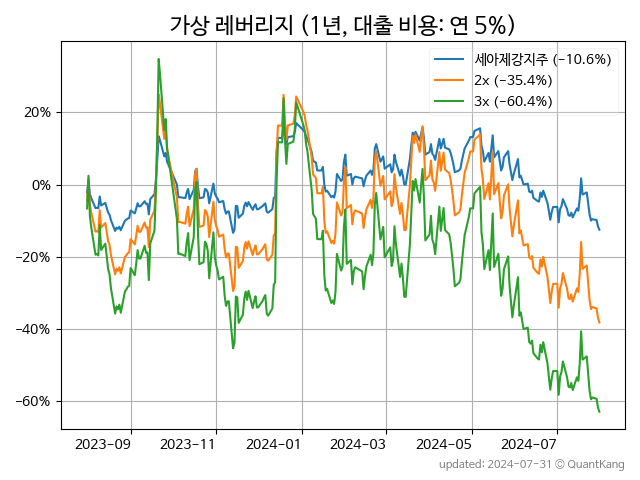 가상 레버리지 (1년, 대출 비용: 연 5%)
세아제강지주 (−10.6%)
2x (−35.4%)
3x (−60.4%)
20%
0%
−20%
−40%
−60%
2023-09 2023-11 2024-01 2024-03 2024-05 2024-07
updated: 2024-07-31 © QuantKang